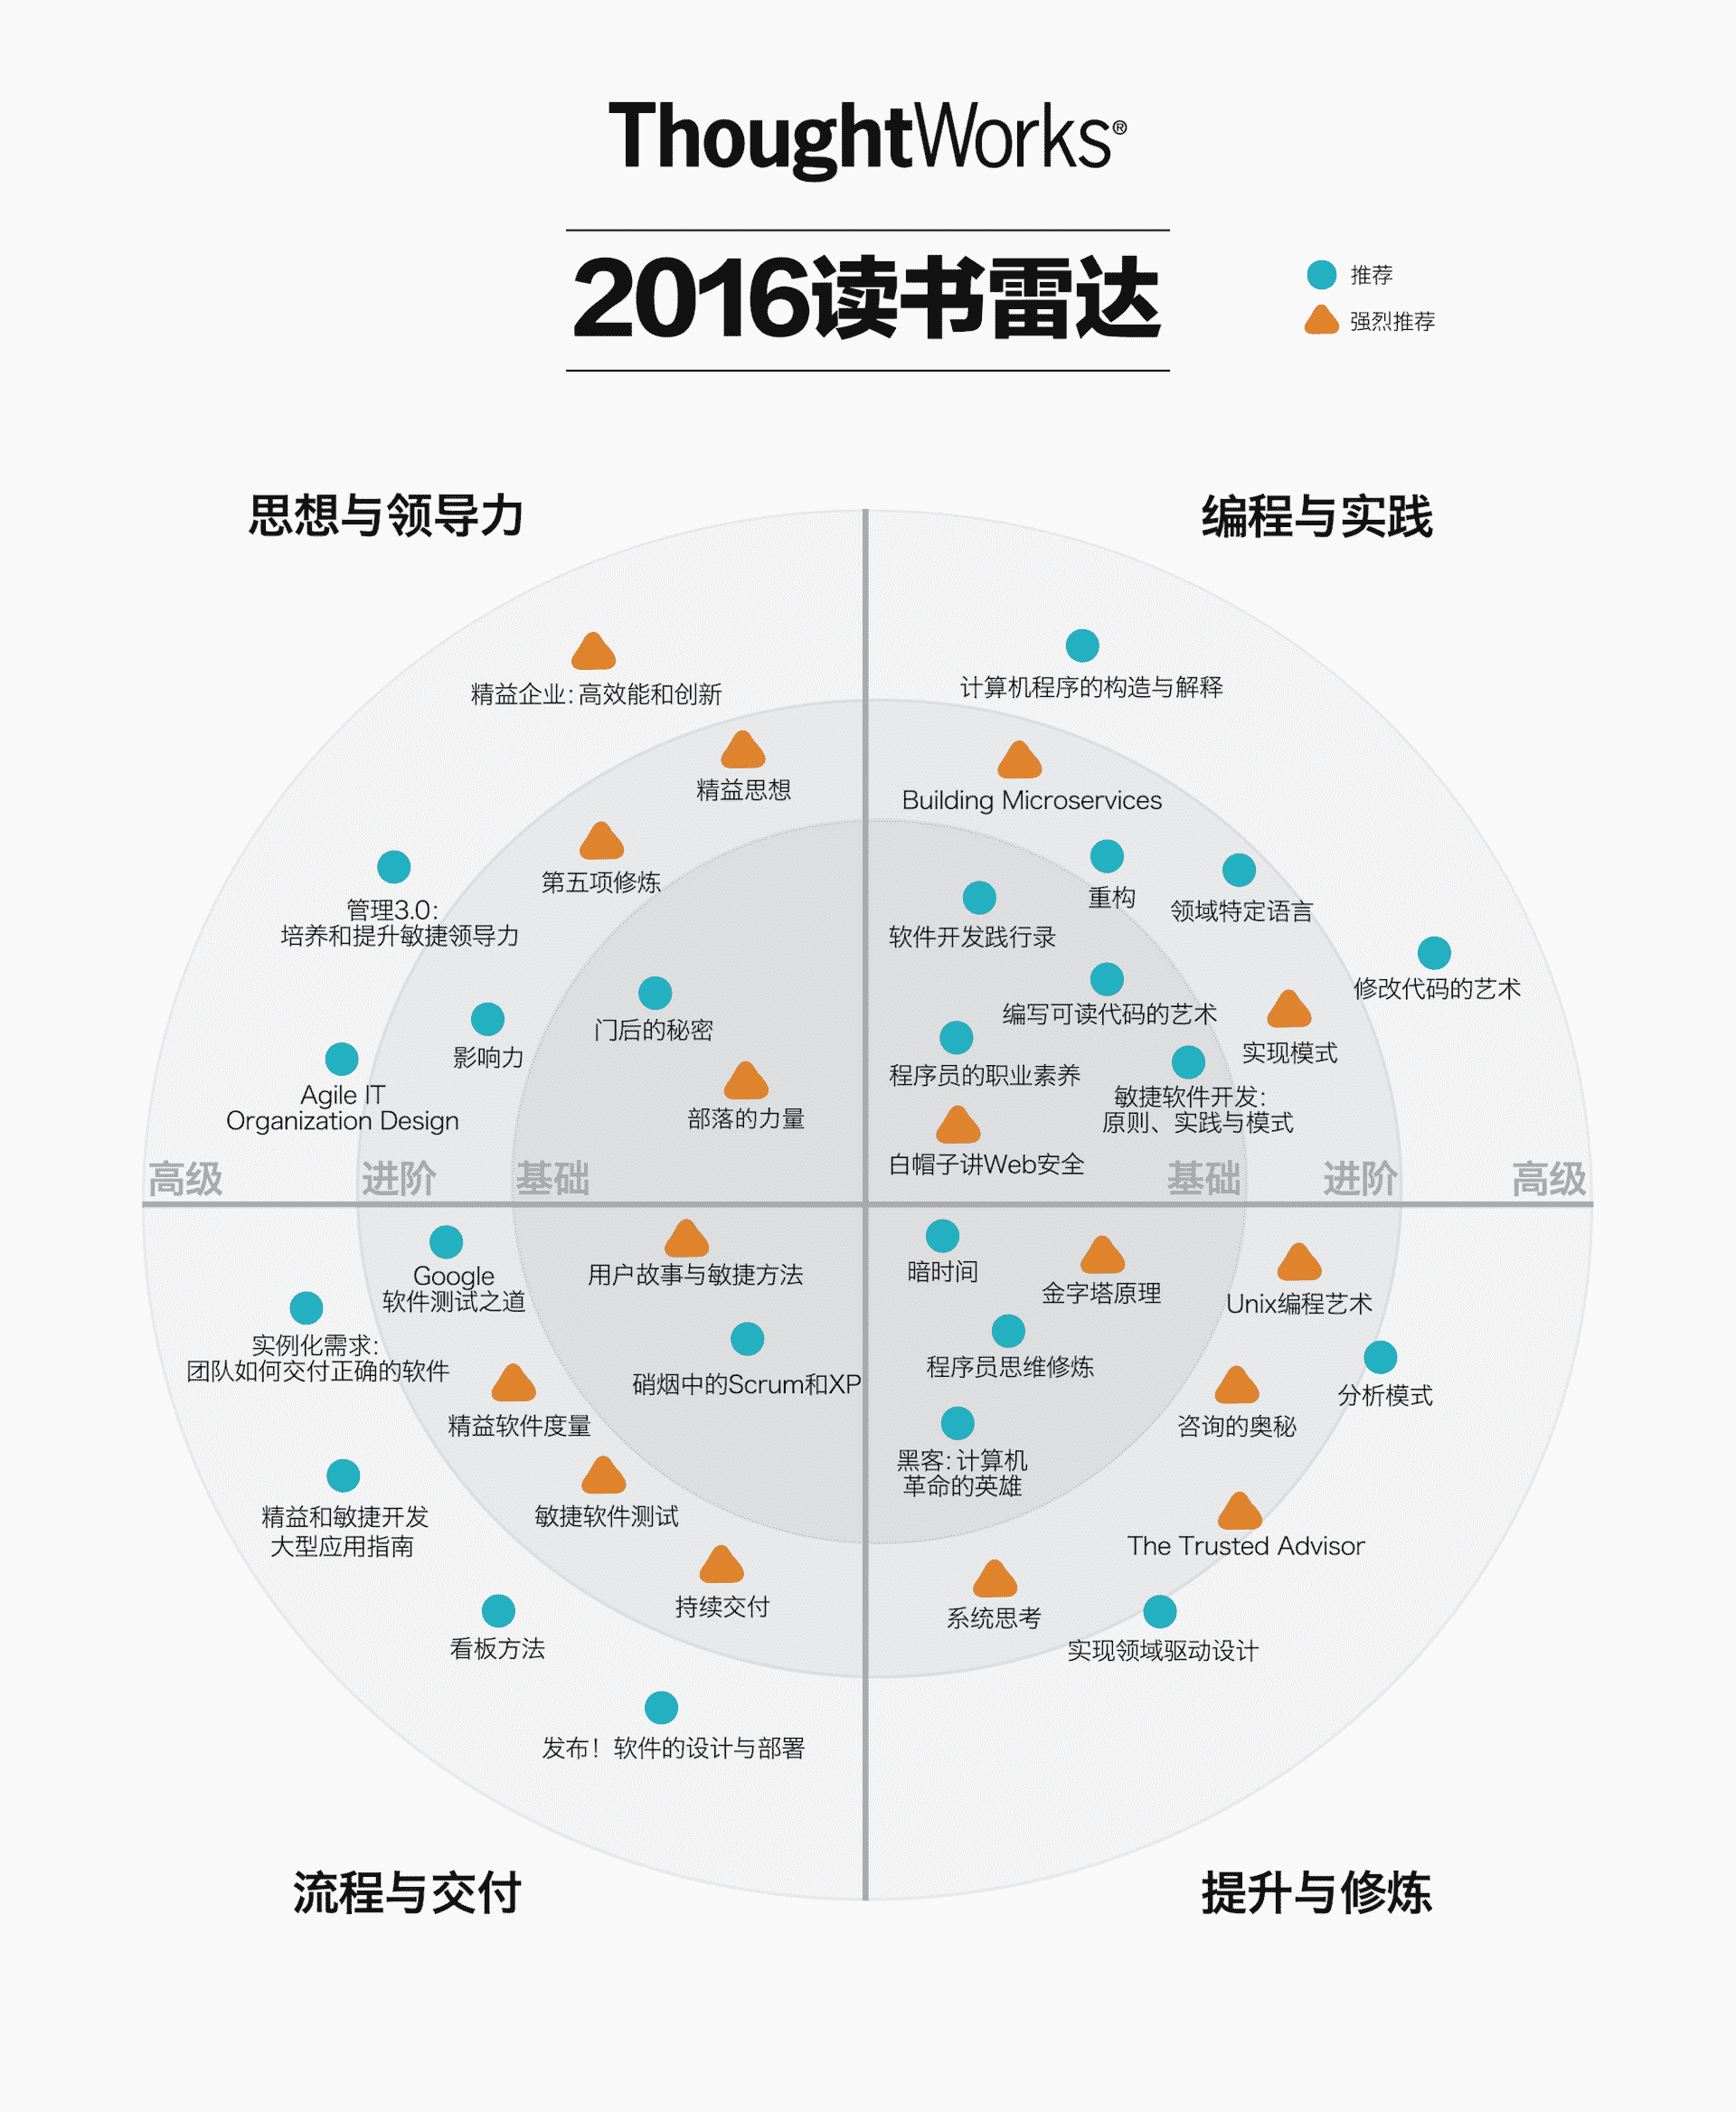 ThoughtWorks®
2016读书雷达
推荐
强烈推荐
思想与领导力
编程与实践
精益企业：高效能和创新
精益思想
第五项修炼
管理3.0：
培养和提升敏捷领导力
门后的秘密
影响力
Agile IT
Organization Design
部落的力量
高级
进阶
基础
计算机程序的构造与解释
Building Microservices
重构
领域特定语言
软件开发践行录
修改代码的艺术
编写可读代码的艺术
实现模式
程序员的职业素养
敏捷软件开发：
原则、实践与模式
白帽子讲Web安全
基础
进阶
高级
用户故事与敏捷方法
Google
软件测试之道
实例化需求：
团队如何交付正确的软件
硝烟中的Scrum和XP
精益软件度量
精益和敏捷开发
大型应用指南
敏捷软件测试
持续交付
看板方法
发布！软件的设计与部署
暗时间
金字塔原理
Unix编程艺术
程序员思维修炼
分析模式
咨询的奥秘
黑客：计算机
革命的英雄
The Trusted Advisor
系统思考
实现领域驱动设计
流程与交付
提升与修炼